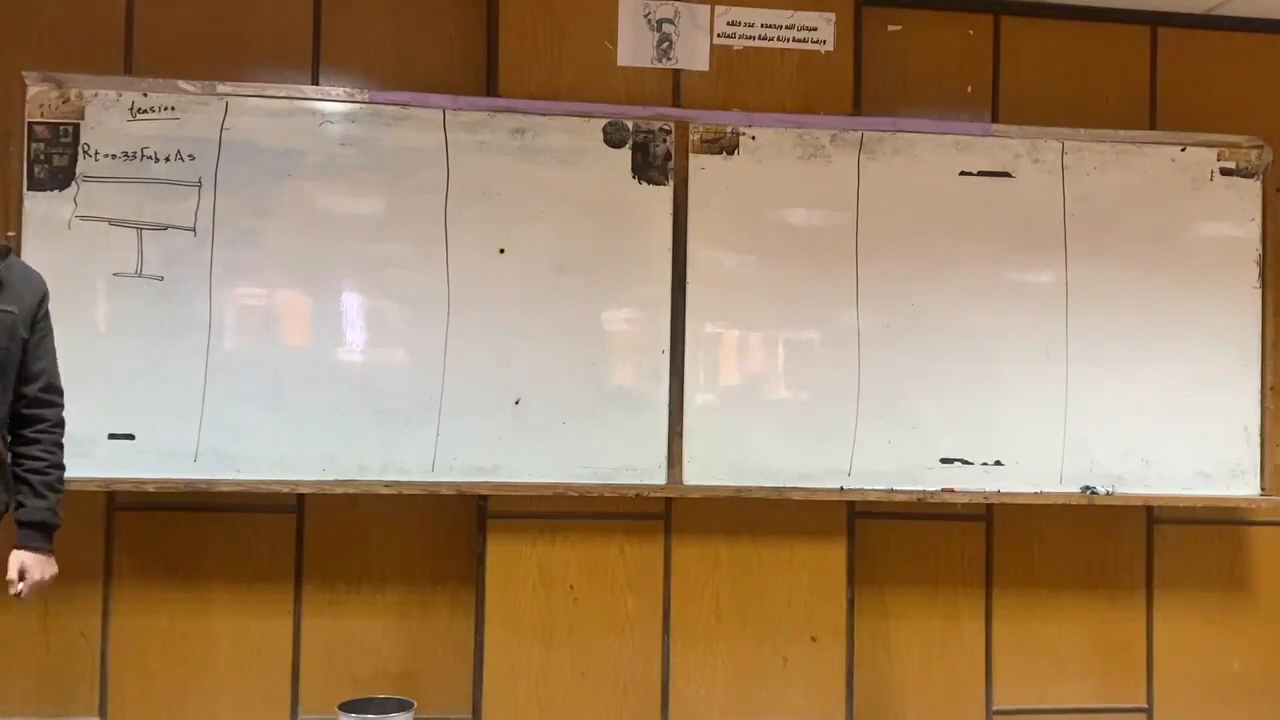 سبحان الله وبحمده . عدد خلقه
ورضا نفسه وزنة عرشه ومداد كلماته
tension
Rt=0.33 Fub * As